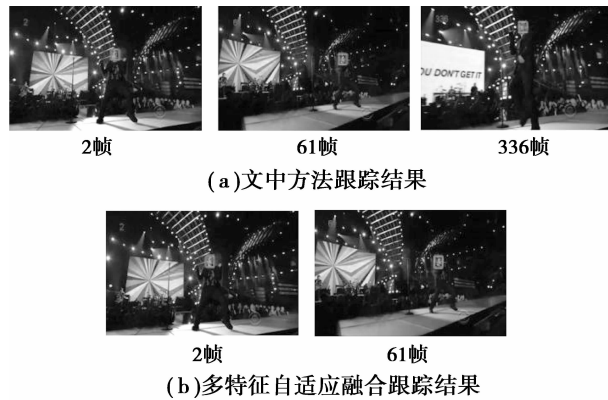 2
OU DON'T GET IT
2帧 61帧 336帧
(a)文中方法跟踪结果
2
2帧 61帧
(b)多特征自适应融合跟踪结果